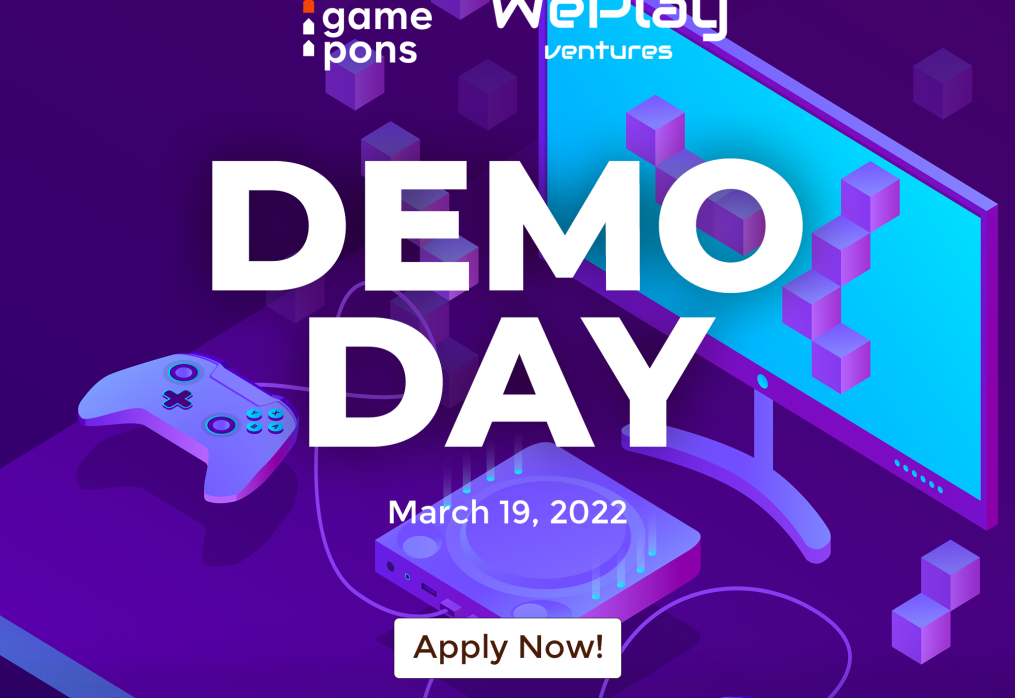 game
pons
WePlay
ventures
DEMO
DAY
March 19, 2022
Apply Now!